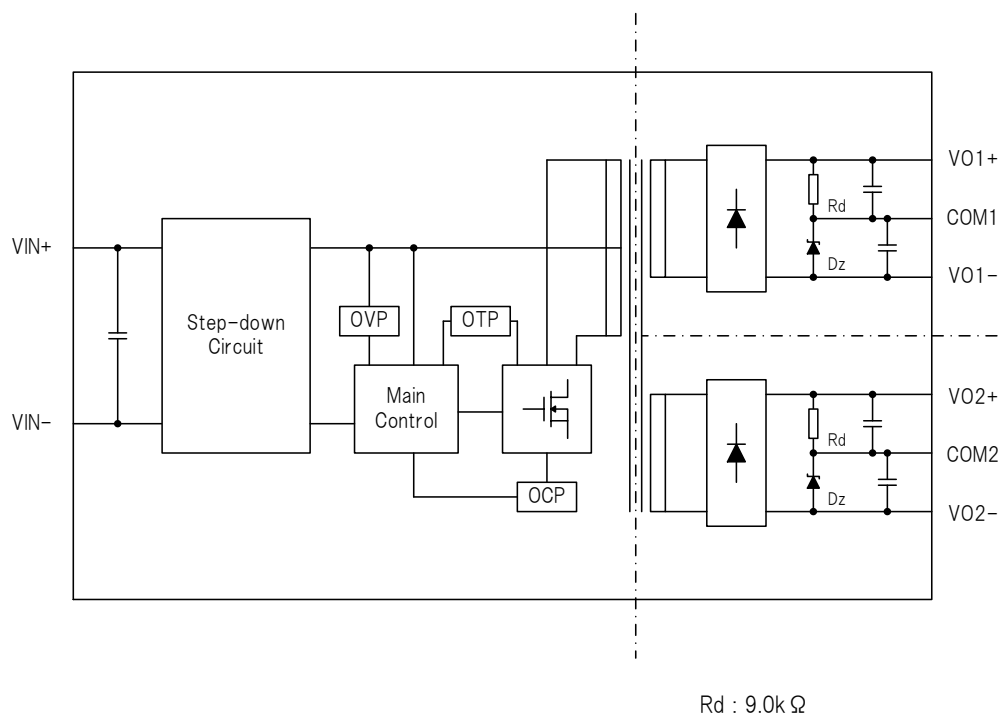 VO1+
Rd
COM1
VIN+
Dz
VO1-
OVP
OTP
Step-down
Circuit
Main
Control
VO2+
VIN-
Rd
COM2
OCP
Dz
VO2-
Rd : 9.0kΩ